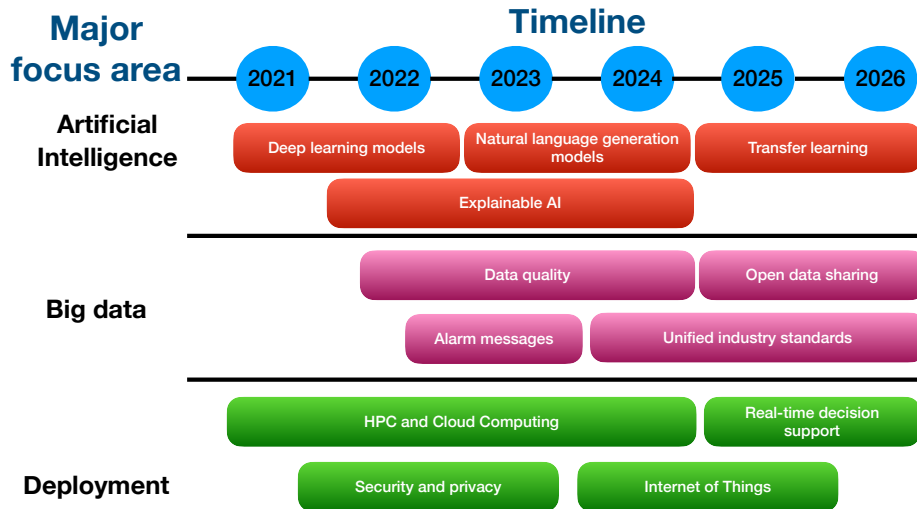 Major
focus area
Timeline
2021 2022 2023 2024 2025 2026
Artificial
Intelligence
Deep learning models
Natural language generation
models
Transfer learning
Explainable AI
Big data
Data quality
Open data sharing
Alarm messages
Unified industry standards
Deployment
HPC and Cloud Computing
Real-time decision
support
Security and privacy
Internet of Things